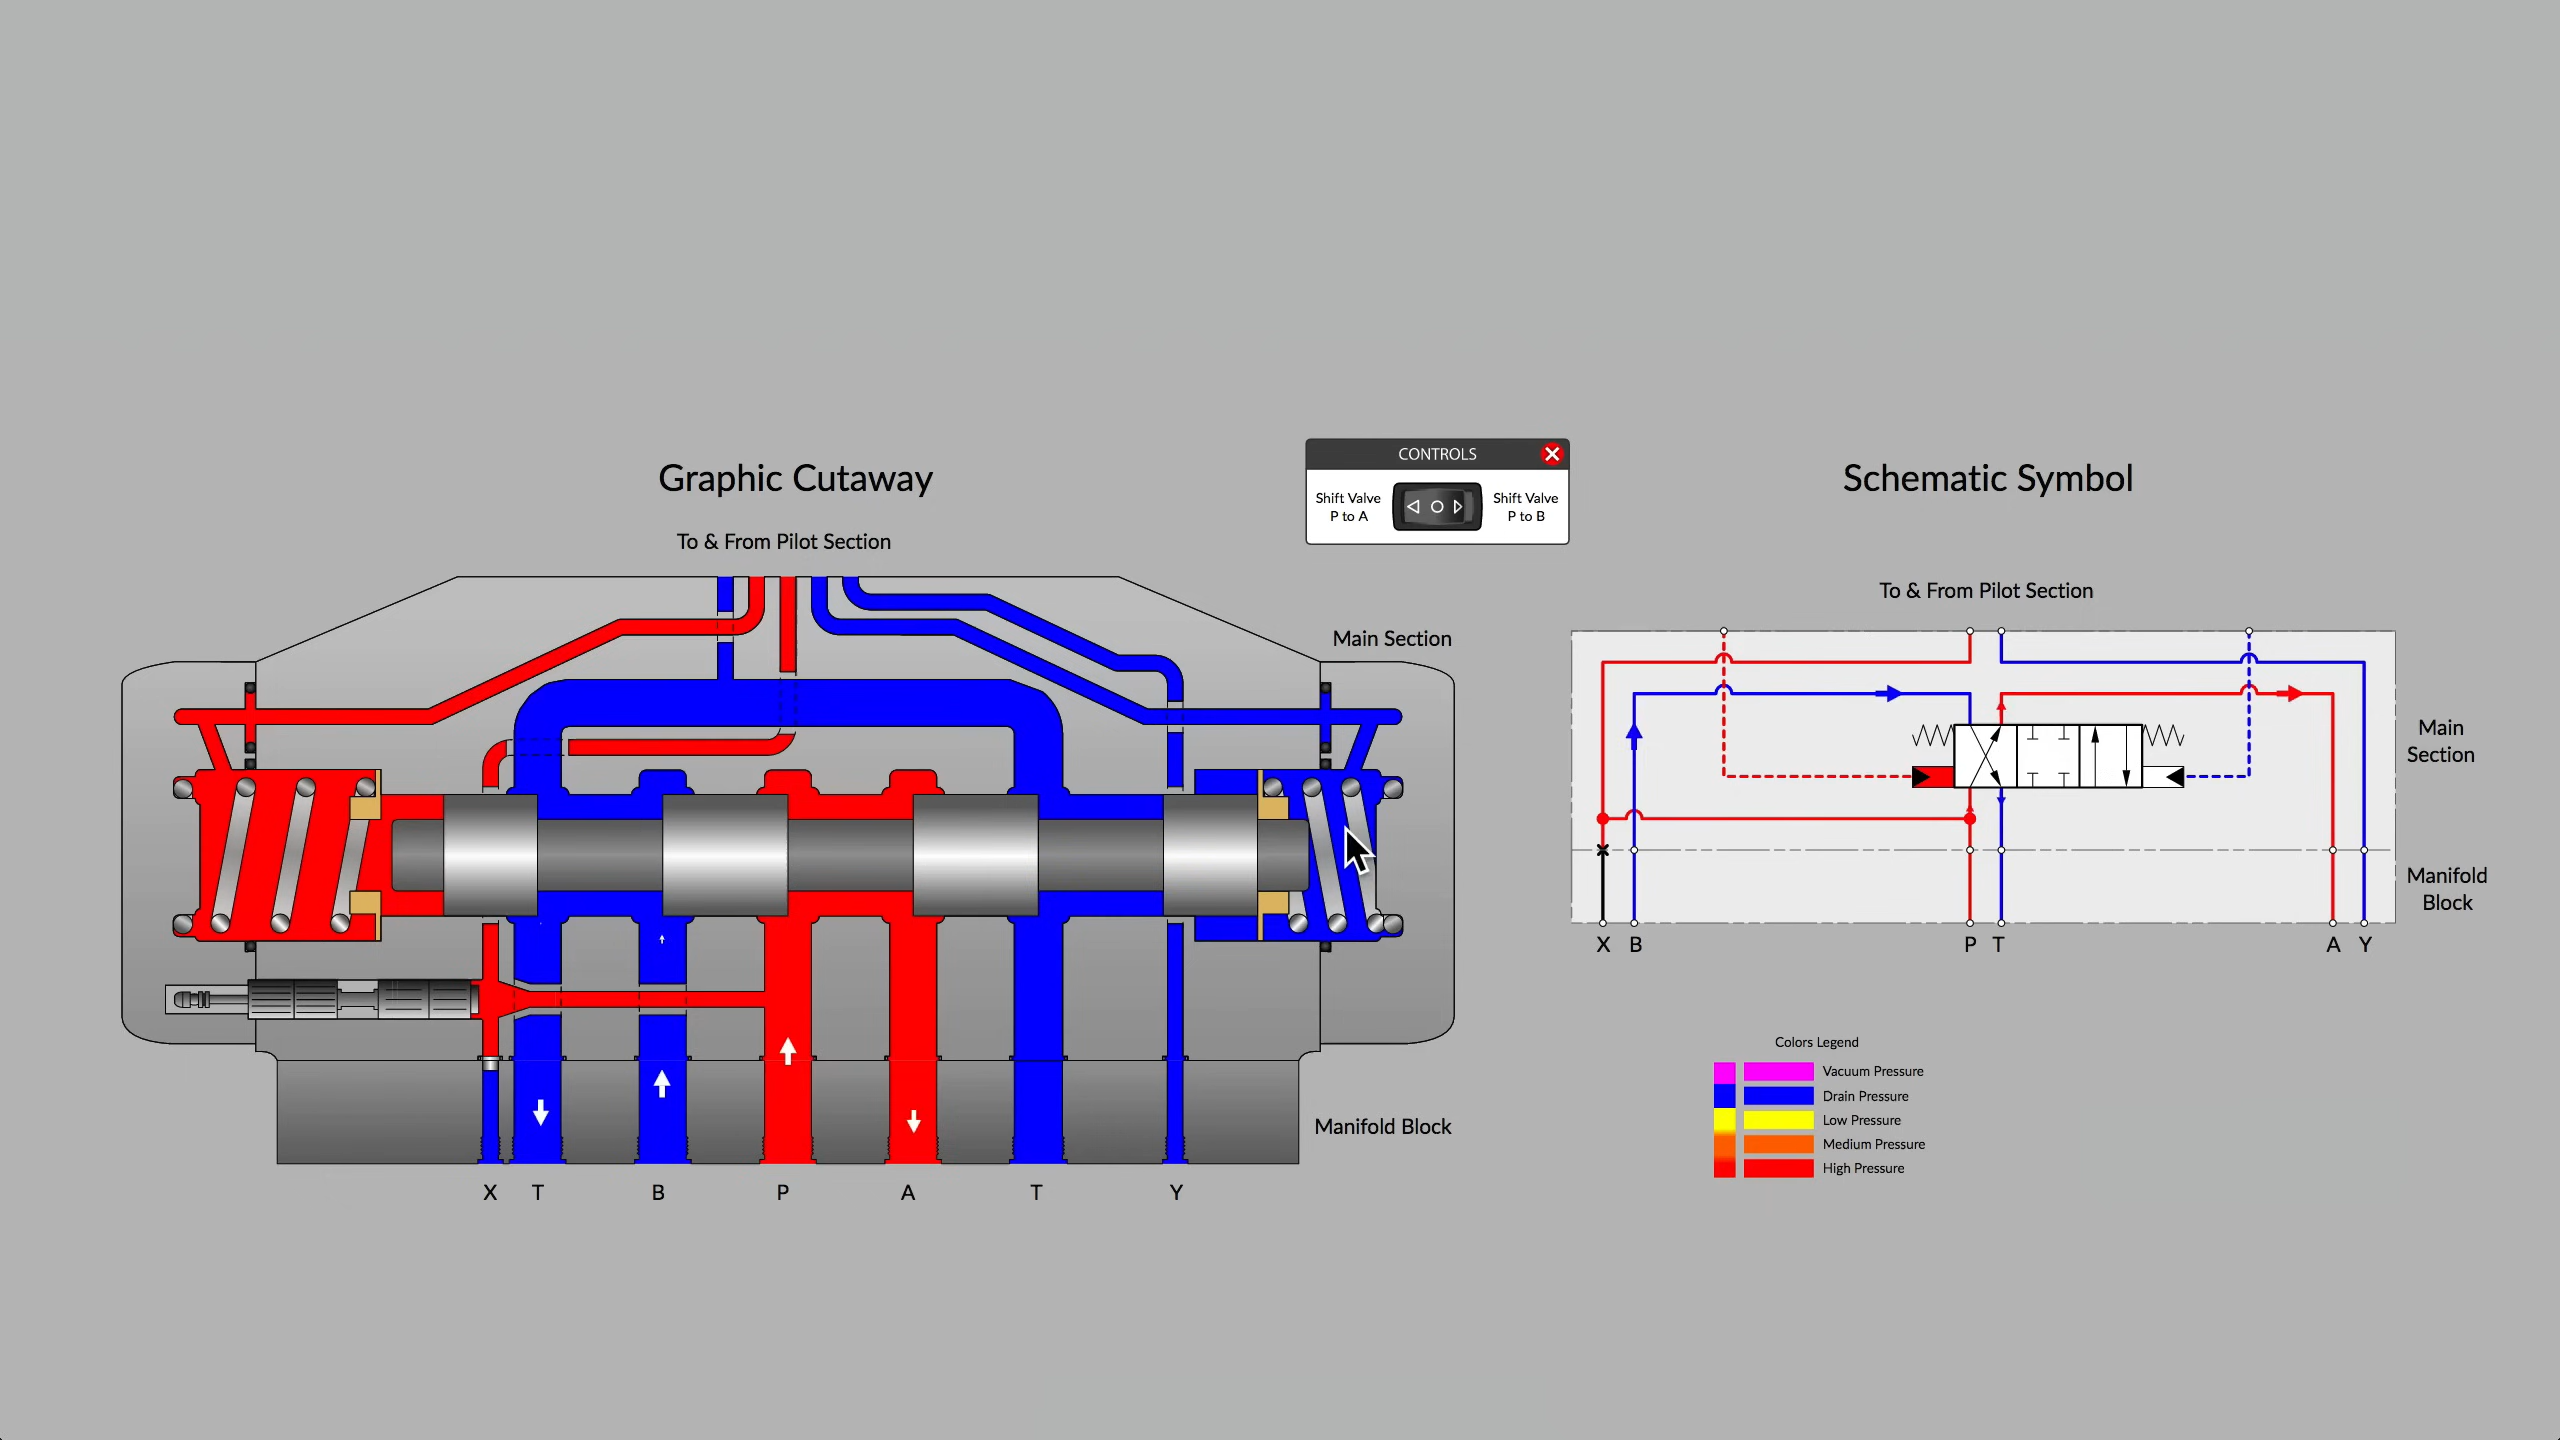 Graphic Cutaway
CONTROLS
Shift Valve
P to A
Shift Valve
P to B
Schematic Symbol
To & From Pilot Section
Main Section
To & From Pilot Section
Main
Section
Manifold
Block
X B P T A Y
Colors Legend
Vacuum Pressure
Drain Pressure
Low Pressure
Medium Pressure
High Pressure
Manifold Block
X T B P A T Y